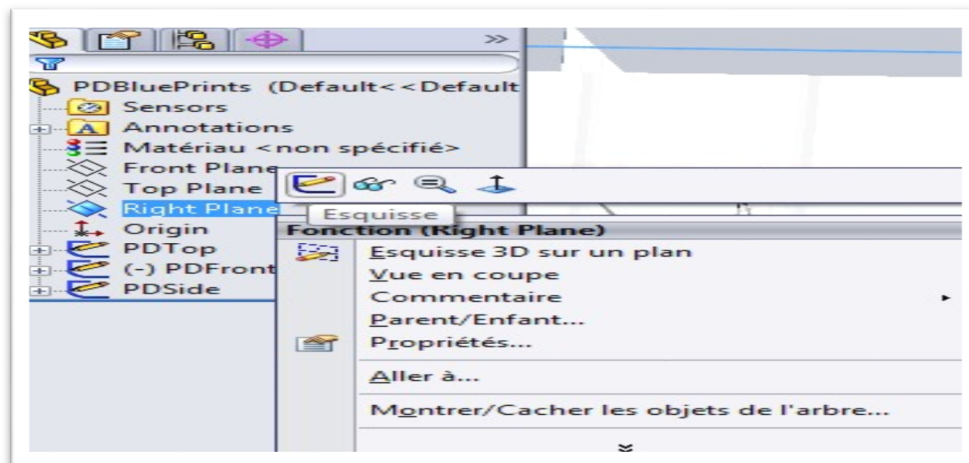 PDBluePrints (Default<<Default
Sensors
Annotations
Matériau <non spécifié>
Front Plane
Top Plane
Right Plane
Esquisse
Origin
Fonction (Right Plane)
PDTop
Esquisse 3D sur un plan
(-) PDFront
Vue en coupe
PDSide
Commentaire
Parent/Enfant...
Propriétés...
Aller à...
Montrer/Cacher les objets de l'arbre...